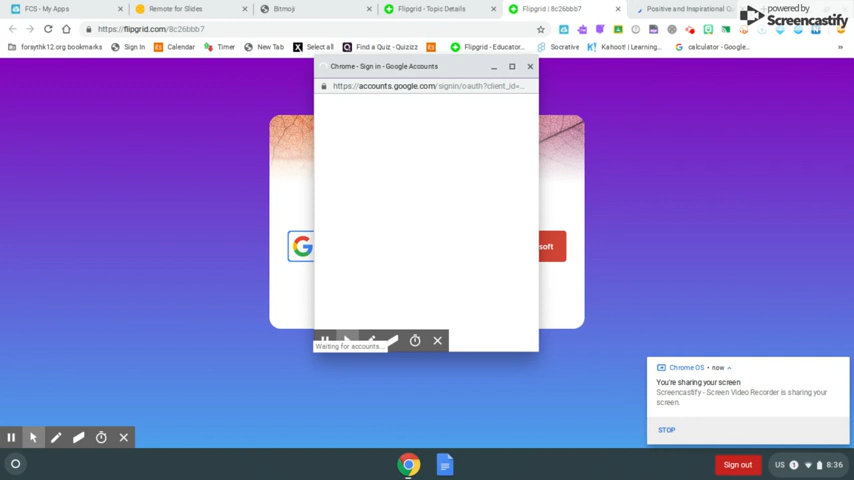 FCS - My Apps
Remote for Slides
Bitmoji
Flipgrid - Topic Details
Flipgrid | 8c26bbb7
Positive and Inspirational Q
powered by
Screencastify
https://flipgrid.com/8c26bbb7
forsythk12.org bookmarks
Sign In
Calendar
Timer
New Tab
Select all
Find a Quiz - Quizizz
Flipgrid - Educator...
Socrative
Kahoot! | Learning...
calculator - Google...
Chrome - Sign in - Google Accounts
https://accounts.google.com/signin/oauth?client_id=...
soft
Waiting for accounts...
Chrome OS • now
You're sharing your screen
Screencastify - Screen Video Recorder is sharing your
screen.
STOP
Sign out
US
1
8:36